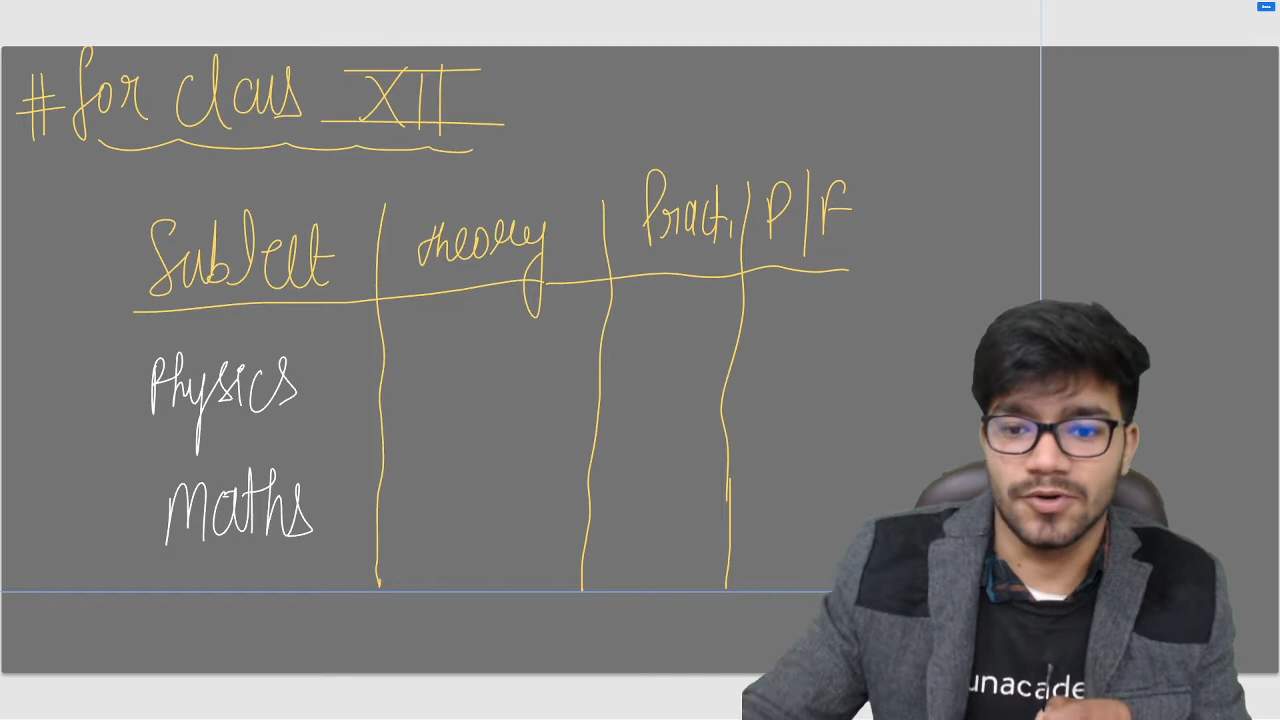 # for class XII
Subject theory Pract. P/F
Physics
Maths
unacade